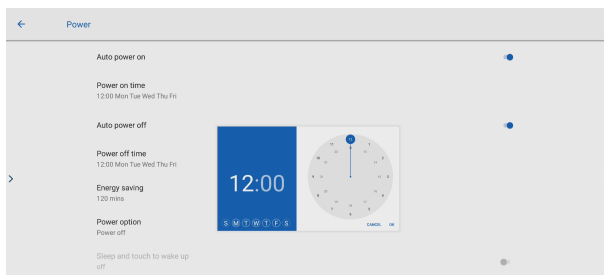 Power
Auto power on
Power on time
12:00 Mon Tue Wed Thu Fri
Auto power off
Power off time
12:00 Mon Tue Wed Thu Fri
Energy saving
120 mins
Power option
Power off
Sleep and touch to wake up
off
12:00
S M T W T F S
CANCEL OK